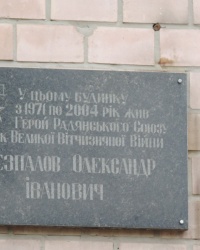 У цьому будинку
з 1971 по 2004 рік жив
Герой Радянського Союзу
Великої Вітчизняної Війни
Олександр
Іванович